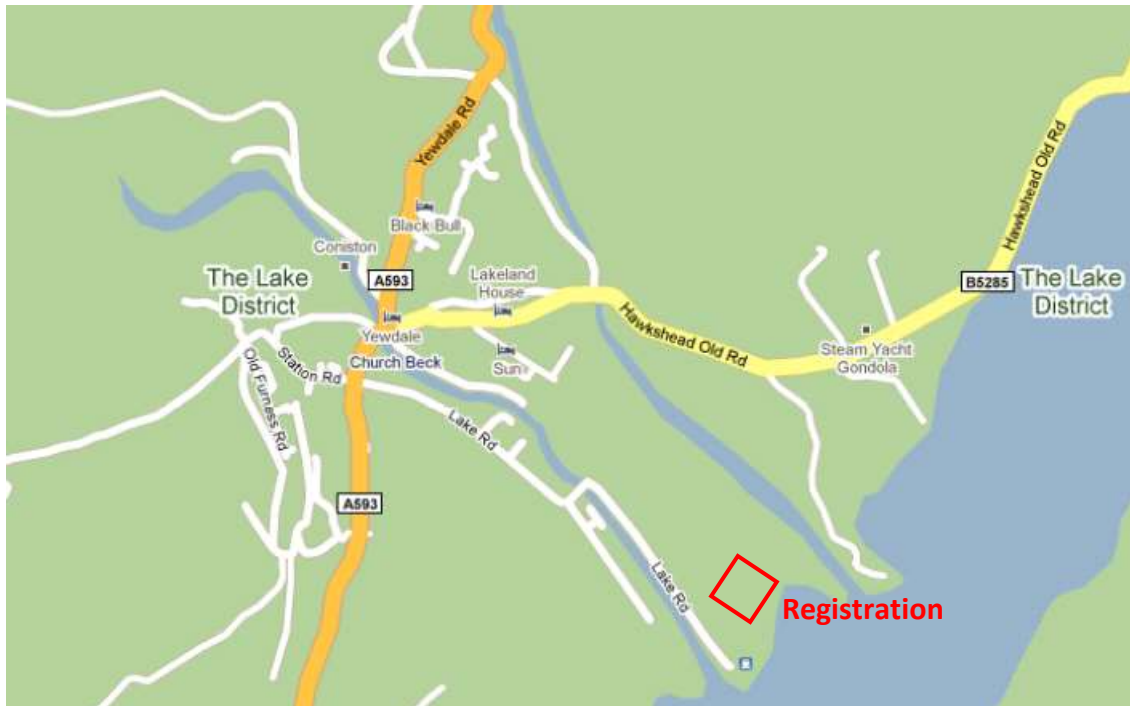 Yewdale Rd
Hawkshead Old Rd
Black Bull
Coniston
The Lake
District
A593
Lakeland
House
B5285
The Lake
District
Yewdale
Hawkshead Old Rd
Steam Yacht
Gondola
Station Rd
Church Beck
Sun
Old Furness Rd
Lake Rd
A593
Lake Rd
Registration